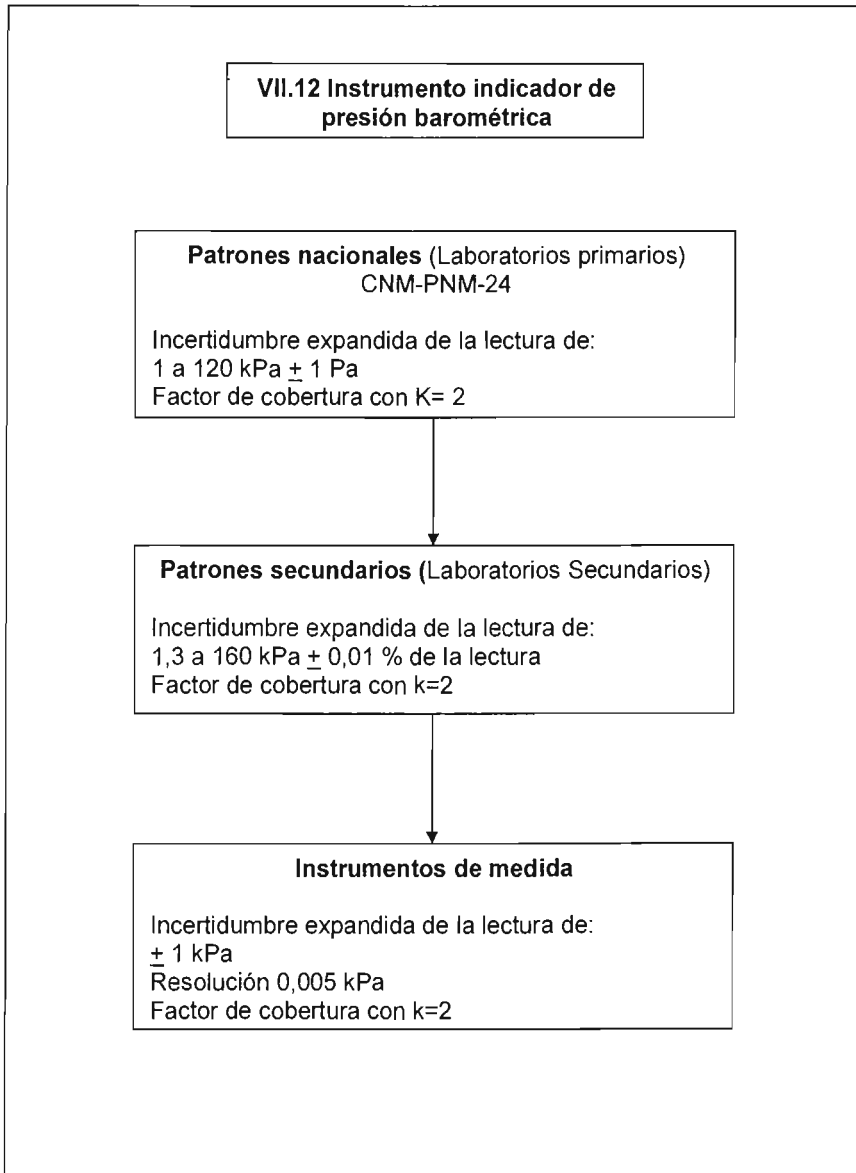 VII.12 Instrumento indicador de
presión barométrica
Patrones nacionales (Laboratorios primarios)
CNM-PNM-24
Incertidumbre expandida de la lectura de:
1 a 120 kPa ± 1 Pa
Factor de cobertura con K= 2
Patrones secundarios (Laboratorios Secundarios)
Incertidumbre expandida de la lectura de:
1,3 a 160 kPa ± 0,01 % de la lectura
Factor de cobertura con k=2
Instrumentos de medida
Incertidumbre expandida de la lectura de:
± 1 kPa
Resolución 0,005 kPa
Factor de cobertura con k=2